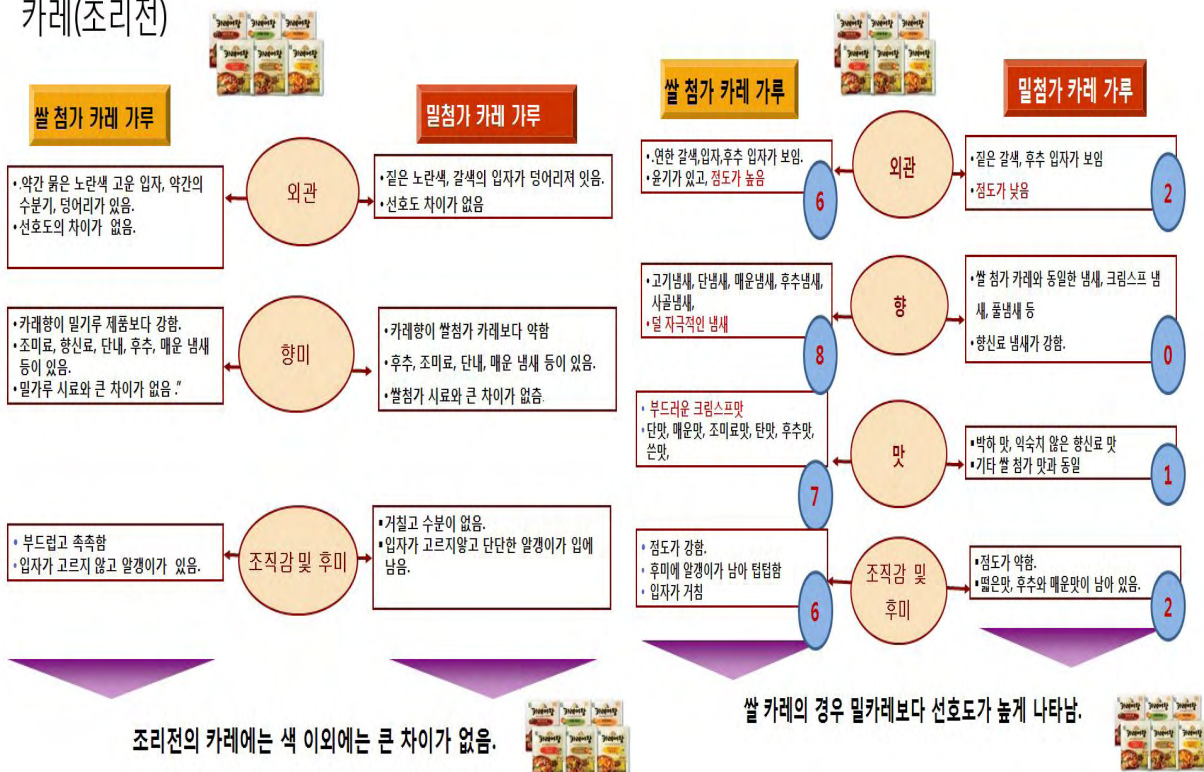 카레(조리전)
쌀 첨가 카레 가루
밀첨가 카레 가루
외관
•.약간 묽은 노란색 고운 입자, 약간의
수분기, 덩어리가 있음.
•선호도의 차이가 없음.
•짙은 노란색, 갈색의 입자가 덩어리져 잇음.
•선호도 차이가 없음
향미
•카래향이 밀기루 제품보다 강함.
•조미료, 향신료, 단내, 후추, 매운 냄새
등이 있음.
•밀가루 시료와 큰 차이가 없음 .”
•카레향이 쌀첨가 카레보다 약함
•후추, 조미료, 단내, 매운 냄새 등이 있음.
•쌀첨가 시료와 큰 차이가 없음.
조직감 및 후미
• 부드럽고 촉촉함
•입자가 고르지 않고 알갱이가 있음.
▪거칠고 수분이 없음.
▪입자가 고르지않고 단단한 알갱이가 입에
남음.
조리전의 카레에는 색 이외에는 큰 차이가 없음.
쌀 첨가 카레 가루
밀첨가 카레 가루
외관
•.연한 갈색,입자,후추 입자가 보임.
•윤기가 있고, 점도가 높음
6
•짙은 갈색, 후추 입자가 보임
•점도가 낮음
2
향
•고기냄새, 단냄새, 매운냄새, 후추냄새,
사골냄새,
•덜 자극적인 냄새
8
•쌀 첨가 카레와 동일한 냄새, 크림스프 냄
새, 풀냄새 등
•향신료 냄새가 강함.
0
맛
• 부드러운 크림스프맛
•단맛, 매운맛, 조미료맛, 탄맛, 후추맛,
쓴맛,
7
▪박하 맛, 익숙치 않은 향신료 맛
▪기타 쌀 첨가 맛과 동일
1
조직감 및
후미
• 점도가 강함.
• 후미에 알갱이가 남아 텁텁함
• 입자가 거침
6
▪점도가 약함.
▪떫은맛, 후추와 매운맛이 남아 있음.
2
쌀 카레의 경우 밀카레보다 선호도가 높게 나타남.